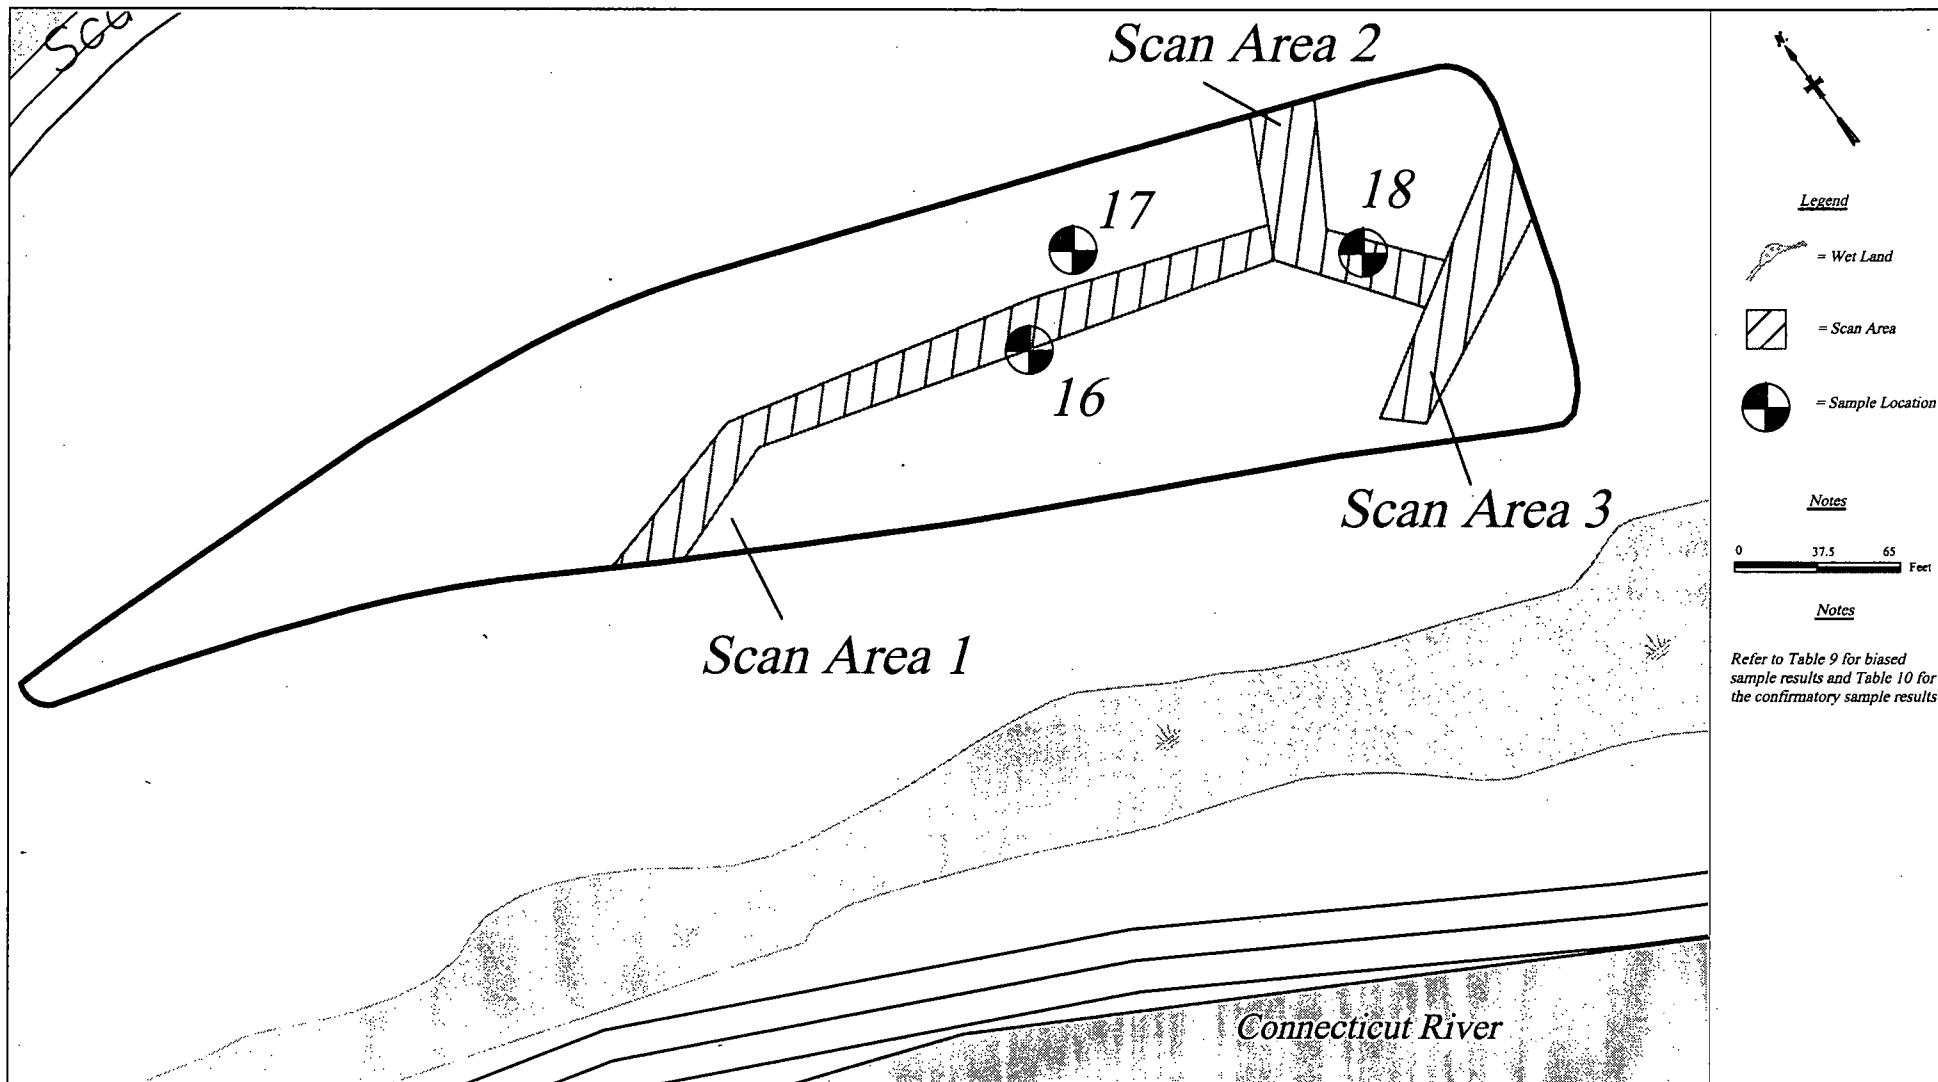 Scan Area 2
17
18
16
Scan Area 3
Scan Area 1
Connecticut River
N
Legend
= Wet Land
= Scan Area
= Sample Location
Notes
0 37.5 65
Feet
Notes
Refer to Table 9 for biased
sample results and Table 10 for
the confirmatory sample results